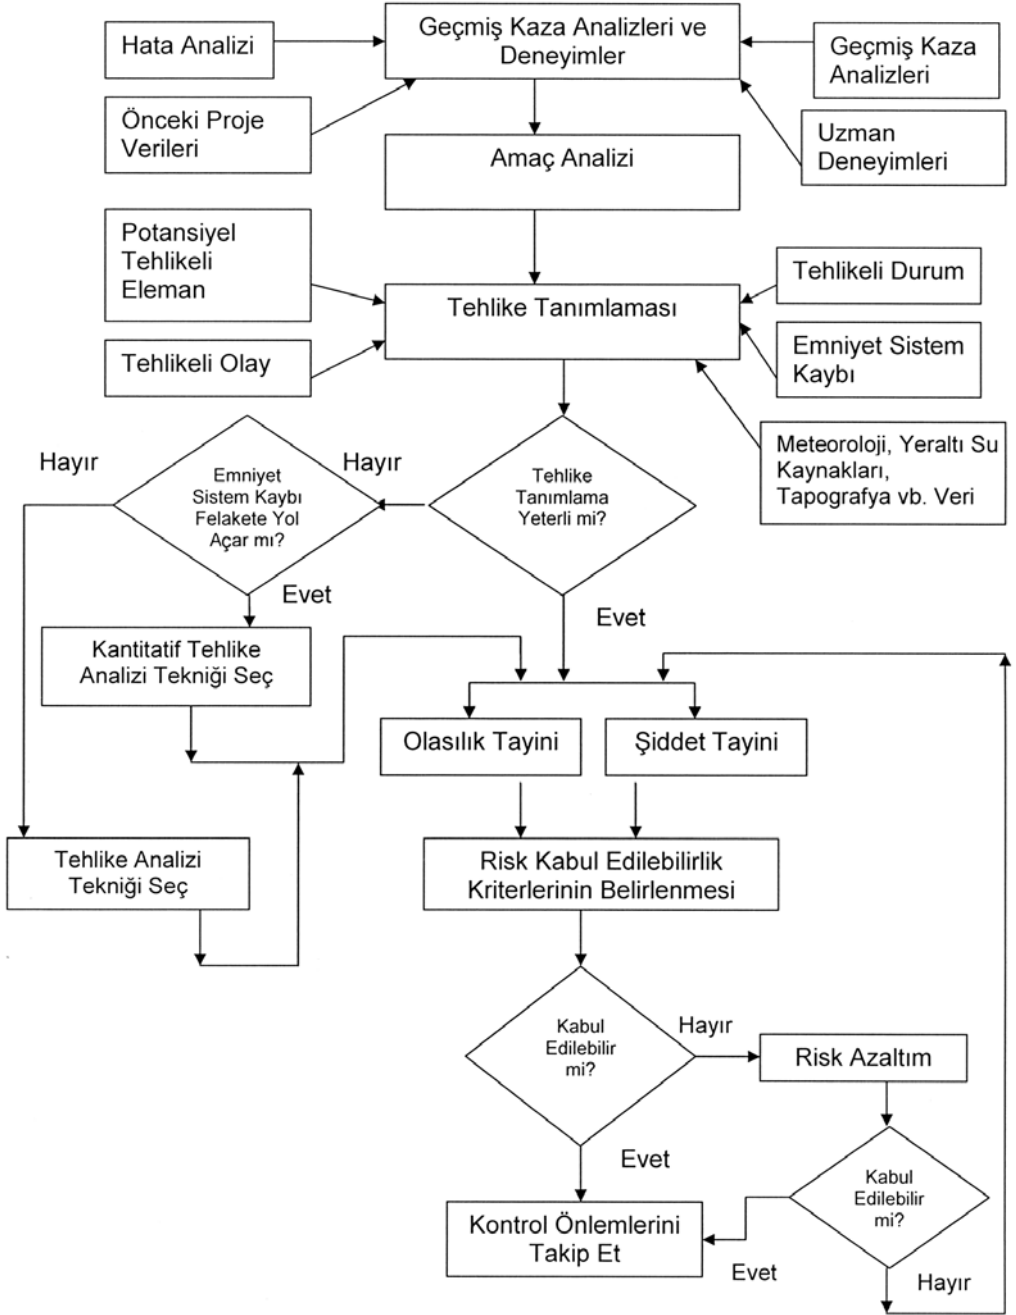 Hata Analizi
Geçmiş Kaza Analizleri ve
Deneyimler
Geçmiş Kaza
Analizleri
Önceki Proje
Verileri
Uzman
Deneyimleri
Amaç Analizi
Potansiyel
Tehlikeli
Eleman
Tehlikeli Durum
Tehlike Tanımlaması
Tehlikeli Olay
Emniyet Sistem
Kaybı
Meteoroloji, Yeraltı Su
Kaynakları,
Tapografya vb. Veri
Hayır
Emniyet
Sistem Kaybı
Felakete Yol
Açar mı?
Hayır
Tehlike
Tanımlama
Yeterli mi?
Evet
Evet
Kantitatif Tehlike
Analizi Tekniği Seç
Olasılık Tayini
Şiddet Tayini
Tehlike Analizi
Tekniği Seç
Risk Kabul Edilebilirlik
Kriterlerinin Belirlenmesi
Kabul
Edilebilir
mi?
Hayır
Risk Azaltım
Evet
Kabul
Edilebilir
mi?
Kontrol Önlemlerini
Takip Et
Evet
Hayır